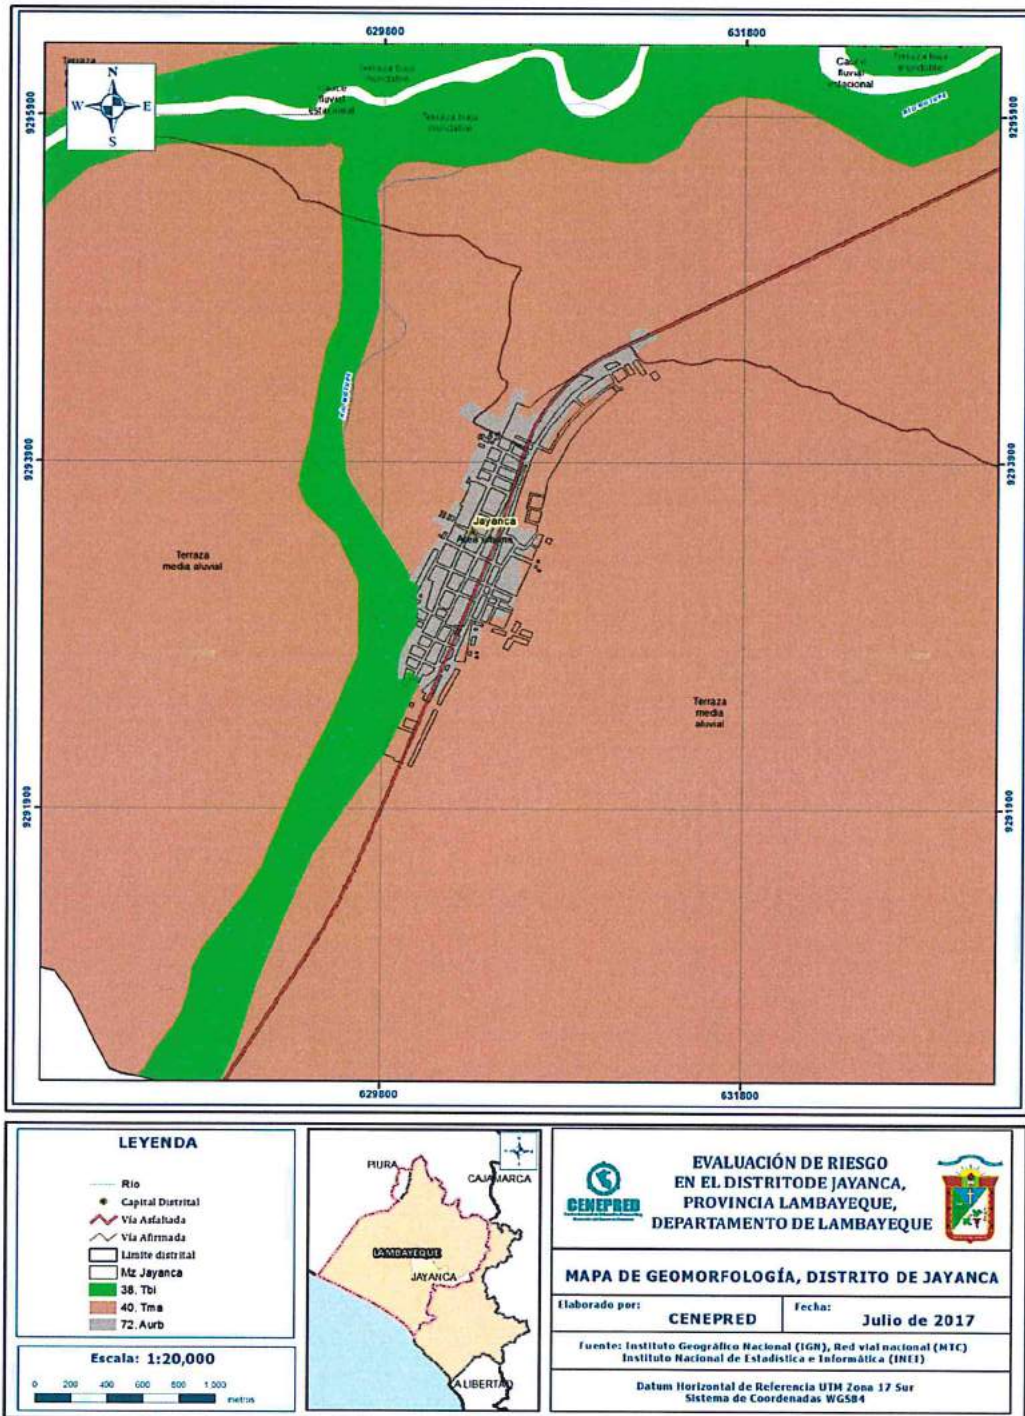 629800
631800
Terraza
N
W
E
S
Terraza baja
inundable
Cauce
fluvial
estacional
Terraza baja
inundable
Cauce
fluvial
estacional
Terraza baja
inundable
9295900
9295900
9293900
9293900
Jayanca
Área urbana
Terraza
media aluvial
Terraza
media
aluvial
9291900
9291900
629800
631800
LEYENDA
Río
Capital Distrital
Vía Asfaltada
Vía Afirmada
Límite distrital
Mz Jayanca
38, Tbi
40, Tma
72, Aurb
Escala: 1:20,000
0 200 400 600 800 1,000
metros
PIURA
CAJAMARCA
LAMBAYEQUE
JAYANCA
LA LIBERTAD
CENEPRED
EVALUACIÓN DE RIESGO
EN EL DISTRITODE JAYANCA,
PROVINCIA LAMBAYEQUE,
DEPARTAMENTO DE LAMBAYEQUE
MAPA DE GEOMORFOLOGÍA, DISTRITO DE JAYANCA
Elaborado por:
CENEPRED
Fecha:
Julio de 2017
Fuente: Instituto Geográfico Nacional (IGN), Red vial nacional (MTC)
Instituto Nacional de Estadística e Informática (INEI)
Datum Horizontal de Referencia UTM Zona 17 Sur
Sistema de Coordenadas WGS84